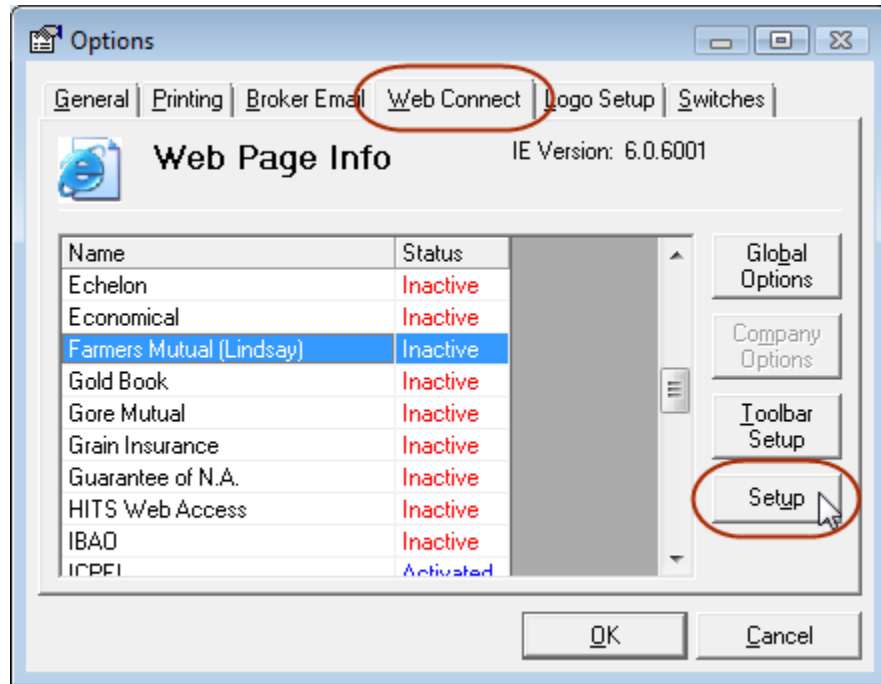 Options
General Printing Broker Email Web Connect Logo Setup Switches
Web Page Info
IE Version: 6.0.6001
Name Status
Echelon Inactive
Economical Inactive
Farmers Mutual (Lindsay) Inactive
Gold Book Inactive
Gore Mutual Inactive
Grain Insurance Inactive
Guarantee of N.A. Inactive
HITS Web Access Inactive
IBAO Inactive
ICPEI Activated
Global
Options
Company
Options
Toolbar
Setup
Setup
OK Cancel